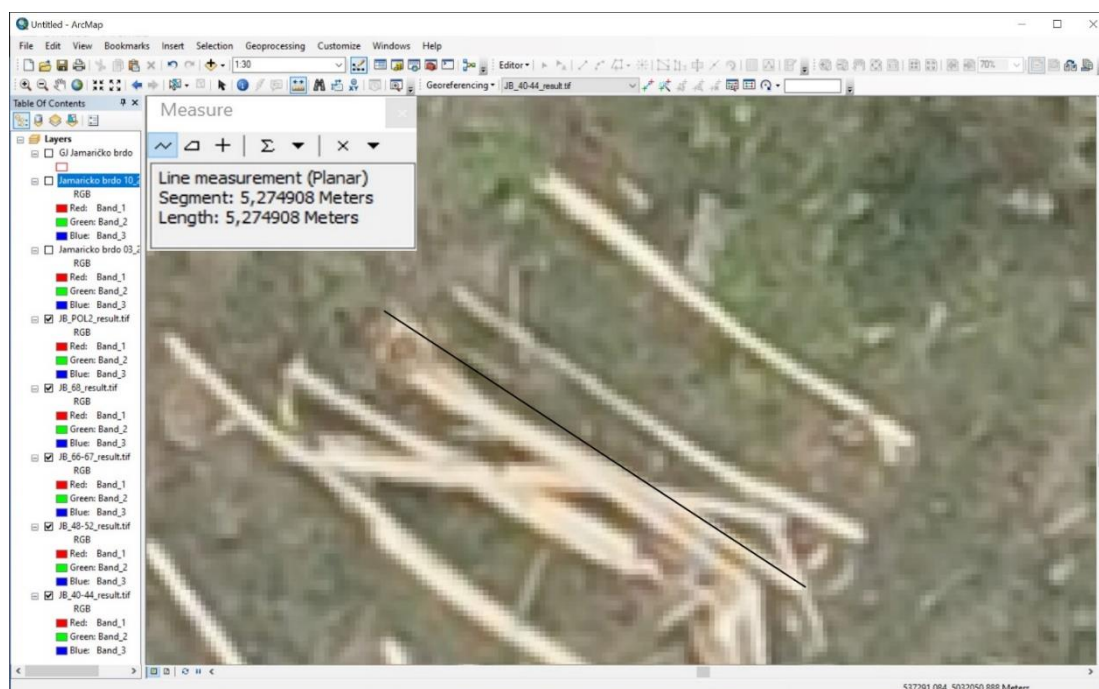 Untitled - ArcMap
File Edit View Bookmarks Insert Selection Geoprocessing Customize Windows Help
1:30
Editor
70%
Georeferencing
JB_40-44_result.tif
Table Of Contents
Layers
GJ Jamaričko brdo
Jamaricko brdo 10_2
RGB
Red: Band_1
Green: Band_2
Blue: Band_3
Jamaricko brdo 03_2
RGB
Red: Band_1
Green: Band_2
Blue: Band_3
JB_POL2_result.tif
RGB
Red: Band_1
Green: Band_2
Blue: Band_3
JB_68_result.tif
RGB
Red: Band_1
Green: Band_2
Blue: Band_3
JB_66-67_result.tif
RGB
Red: Band_1
Green: Band_2
Blue: Band_3
JB_48-52_result.tif
RGB
Red: Band_1
Green: Band_2
Blue: Band_3
JB_40-44_result.tif
RGB
Red: Band_1
Green: Band_2
Blue: Band_3
Measure
Line measurement (Planar)
Segment: 5,274908 Meters
Length: 5,274908 Meters
537291,084 5032050,888 Meters